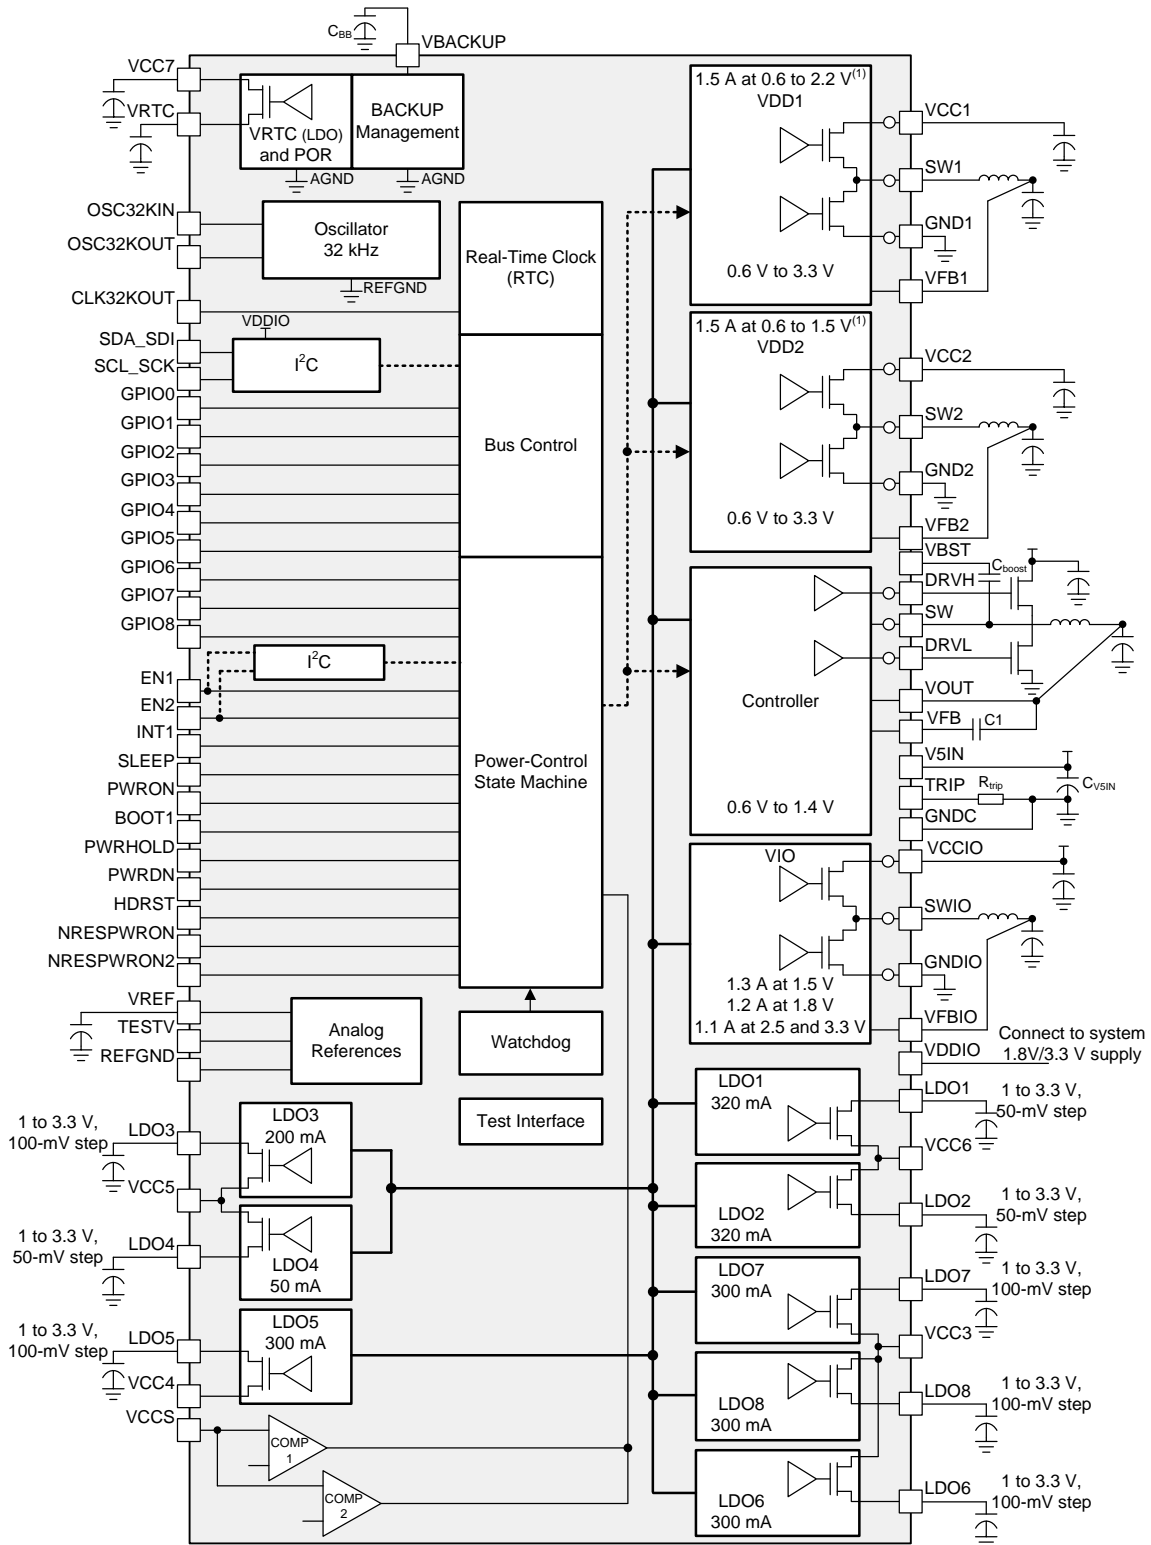 C_BB
VBACKUP
VCC7
VRTC
VRTC (LDO)
and POR
BACKUP
Management
AGND
AGND
OSC32KIN
OSC32KOUT
Oscillator
32 kHz
REFGND
CLK32KOUT
VDDIO
SDA_SDI
SCL_SCK
I²C
GPIO0
GPIO1
GPIO2
GPIO3
GPIO4
GPIO5
GPIO6
GPIO7
GPIO8
I²C
EN1
EN2
INT1
SLEEP
PWRON
BOOT1
PWRHOLD
PWRDN
HDRST
NRESPWRON
NRESPWRON2
VREF
TESTV
REFGND
Analog
References
Real-Time Clock
(RTC)
Bus Control
Power-Control
State Machine
Watchdog
Test Interface
1 to 3.3 V,
100-mV step
LDO3
LDO3
200 mA
VCC5
1 to 3.3 V,
50-mV step
LDO4
LDO4
50 mA
1 to 3.3 V,
100-mV step
LDO5
LDO5
300 mA
VCC4
VCCS
COMP
1
COMP
2
1.5 A at 0.6 to 2.2 V⁽¹⁾
VDD1
0.6 V to 3.3 V
VCC1
SW1
GND1
VFB1
1.5 A at 0.6 to 1.5 V⁽¹⁾
VDD2
0.6 V to 3.3 V
VCC2
SW2
GND2
VFB2
VBST
C_boost
DRVH
SW
DRVL
VOUT
VFB
C1
Controller
0.6 V to 1.4 V
V5IN
TRIP
R_trip
C_V5IN
GNDC
VCCIO
VIO
SWIO
GNDIO
1.3 A at 1.5 V
1.2 A at 1.8 V
1.1 A at 2.5 and 3.3 V
VFBIO
VDDIO
Connect to system
1.8V/3.3 V supply
LDO1
320 mA
LDO1
1 to 3.3 V,
50-mV step
VCC6
LDO2
320 mA
LDO2
1 to 3.3 V,
50-mV step
LDO7
300 mA
LDO7
1 to 3.3 V,
100-mV step
VCC3
LDO8
300 mA
LDO8
1 to 3.3 V,
100-mV step
LDO6
300 mA
LDO6
1 to 3.3 V,
100-mV step